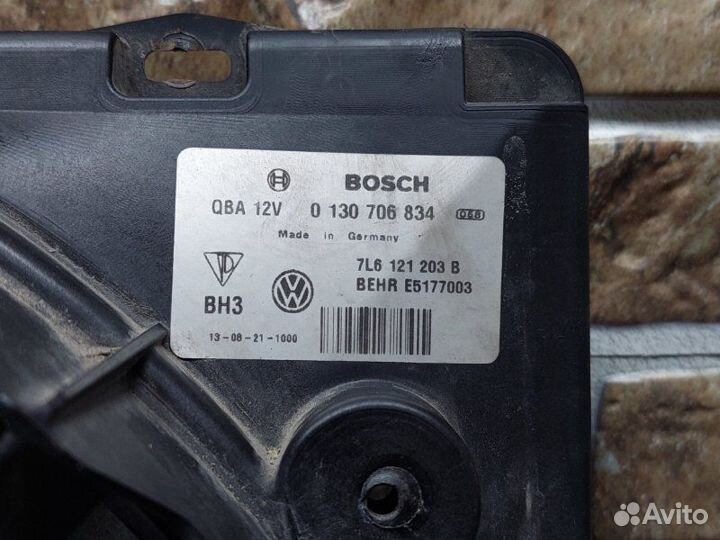 BOSCH
QBA 12V 0 130 706 834
Made in Germany
7L6 121 203 B
BEHR E5177003
BH3
13-08-21-1000
Avito